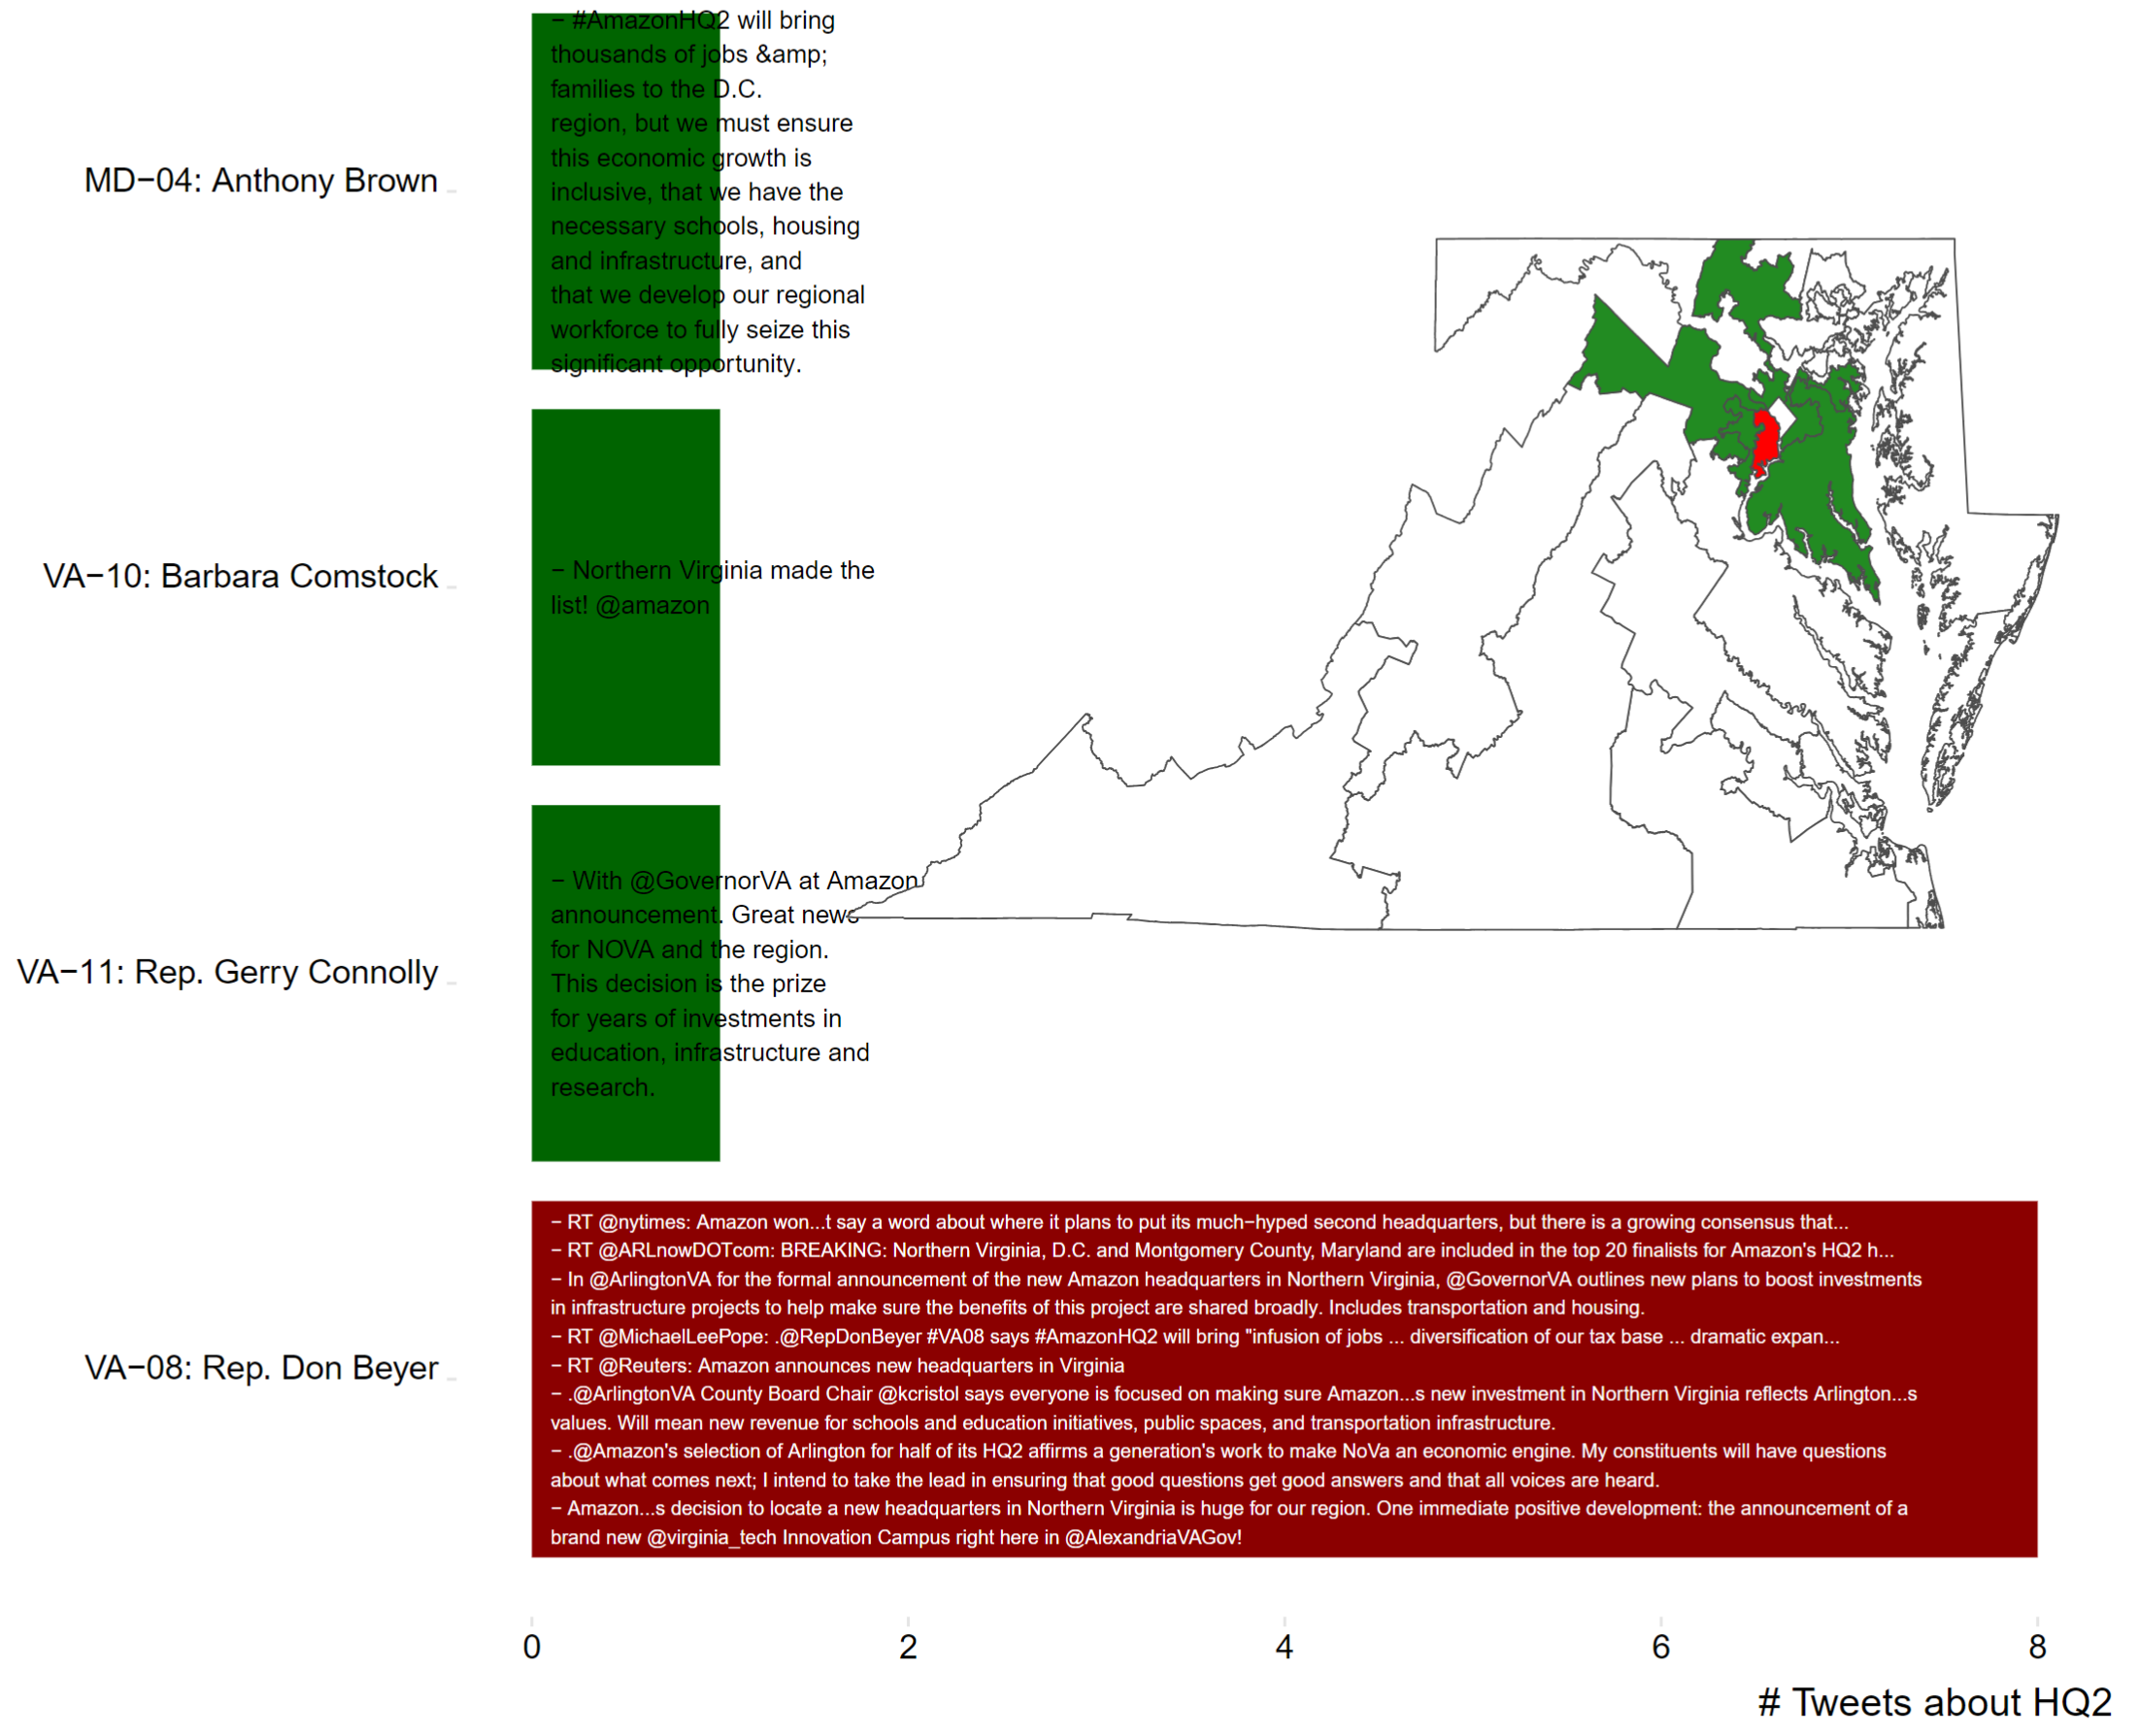 − #AmazonHQ2 will bring
thousands of jobs &amp;
families to the D.C.
region, but we must ensure
this economic growth is
inclusive, that we have the
necessary schools, housing
and infrastructure, and
that we develop our regional
workforce to fully seize this
significant opportunity.
MD−04: Anthony Brown
− Northern Virginia made the
list! @amazon
VA−10: Barbara Comstock
− With @GovernorVA at Amazon
announcement. Great news
for NOVA and the region.
This decision is the prize
for years of investments in
education, infrastructure and
research.
VA−11: Rep. Gerry Connolly
− RT @nytimes: Amazon won...t say a word about where it plans to put its much−hyped second headquarters, but there is a growing consensus that...
− RT @ARLnowDOTcom: BREAKING: Northern Virginia, D.C. and Montgomery County, Maryland are included in the top 20 finalists for Amazon's HQ2 h...
− In @ArlingtonVA for the formal announcement of the new Amazon headquarters in Northern Virginia, @GovernorVA outlines new plans to boost investments
in infrastructure projects to help make sure the benefits of this project are shared broadly. Includes transportation and housing.
− RT @MichaelLeePope: .@RepDonBeyer #VA08 says #AmazonHQ2 will bring "infusion of jobs ... diversification of our tax base ... dramatic expan...
− RT @Reuters: Amazon announces new headquarters in Virginia
− .@ArlingtonVA County Board Chair @kcristol says everyone is focused on making sure Amazon...s new investment in Northern Virginia reflects Arlington...s
values. Will mean new revenue for schools and education initiatives, public spaces, and transportation infrastructure.
− .@Amazon's selection of Arlington for half of its HQ2 affirms a generation's work to make NoVa an economic engine. My constituents will have questions
about what comes next; I intend to take the lead in ensuring that good questions get good answers and that all voices are heard.
− Amazon...s decision to locate a new headquarters in Northern Virginia is huge for our region. One immediate positive development: the announcement of a
brand new @virginia_tech Innovation Campus right here in @AlexandriaVAGov!
VA−08: Rep. Don Beyer
0 2 4 6 8
# Tweets about HQ2